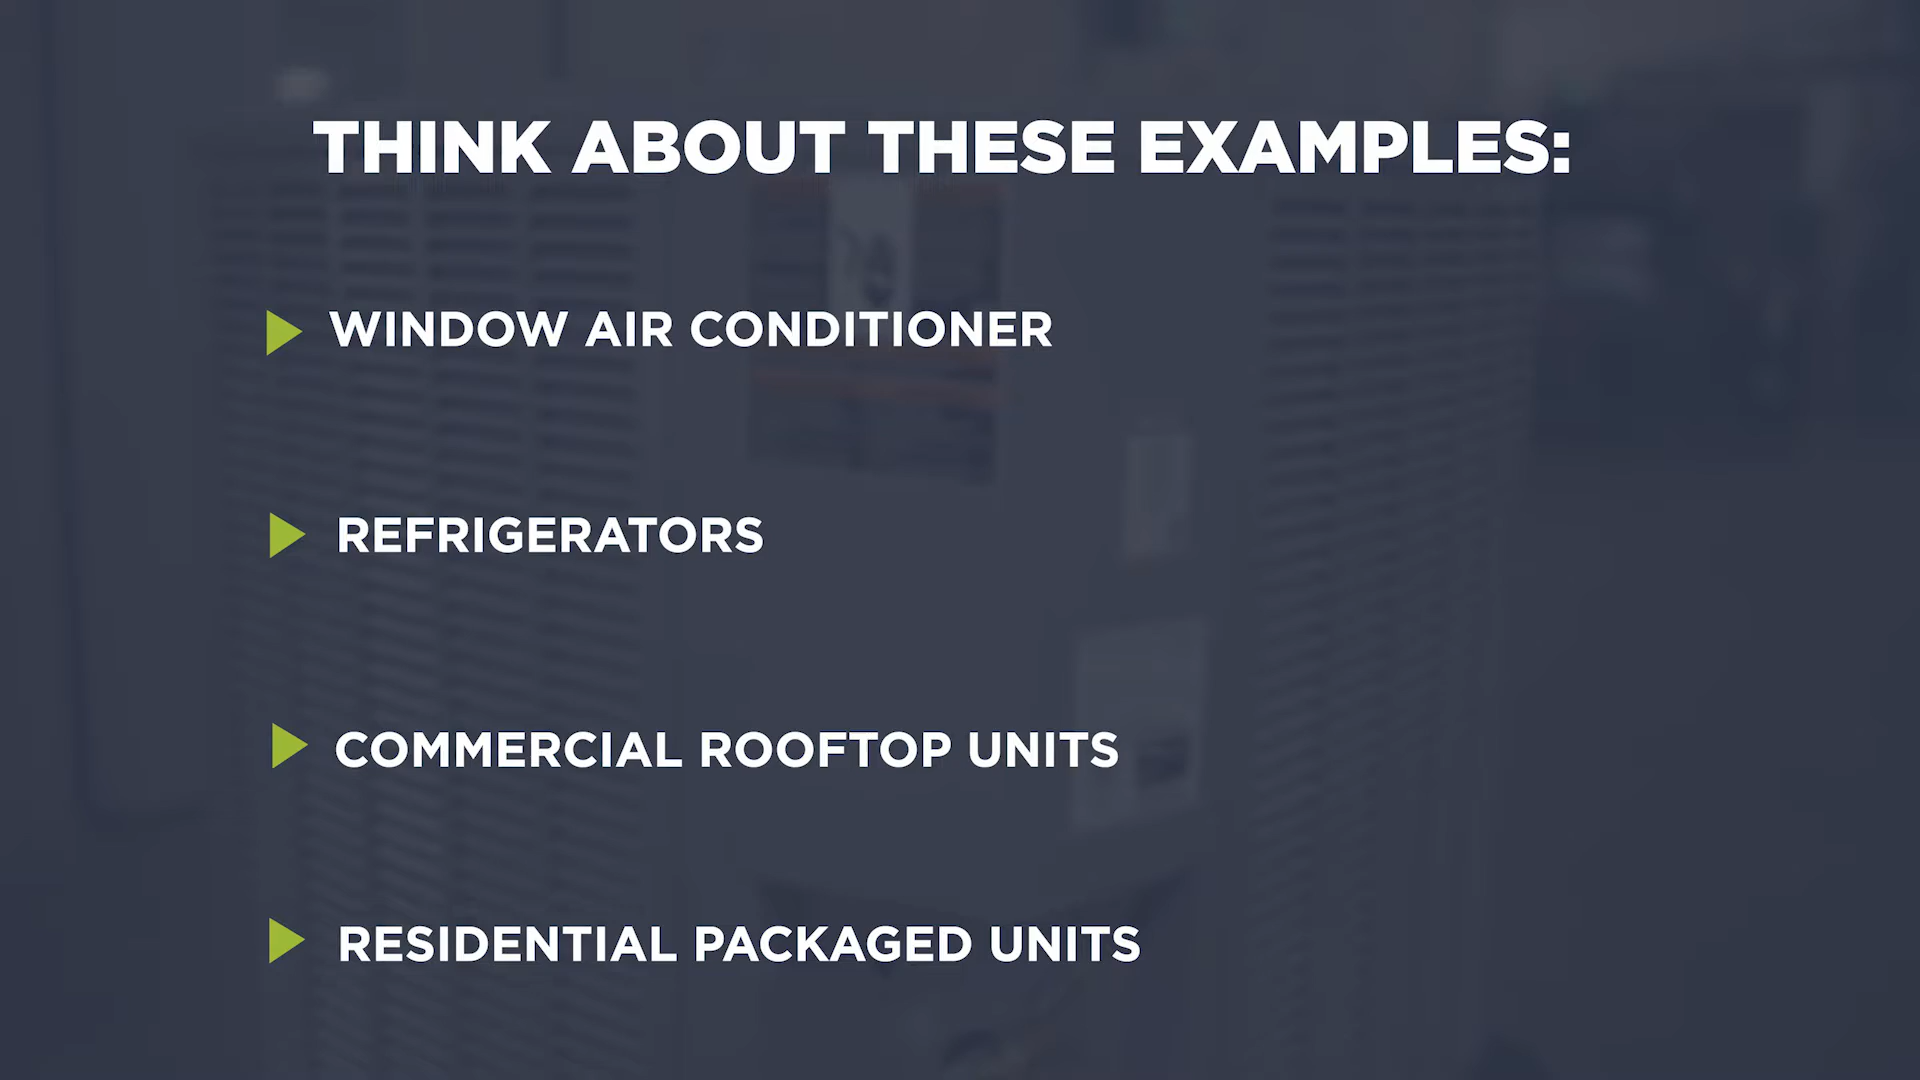 THINK ABOUT THESE EXAMPLES:
WINDOW AIR CONDITIONER
REFRIGERATORS
COMMERCIAL ROOFTOP UNITS
RESIDENTIAL PACKAGED UNITS